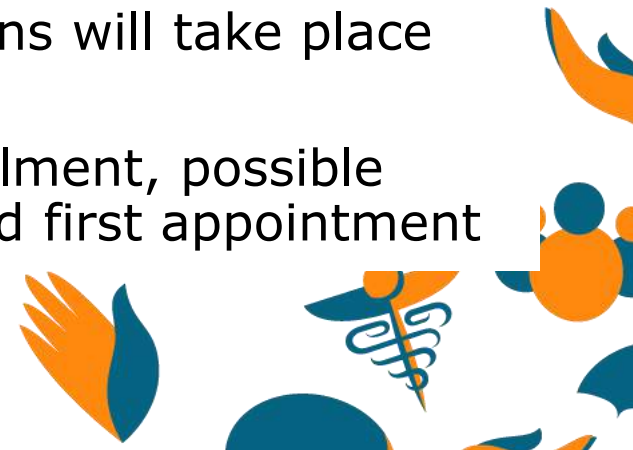 ns will take place
lment, possible
d first appointment